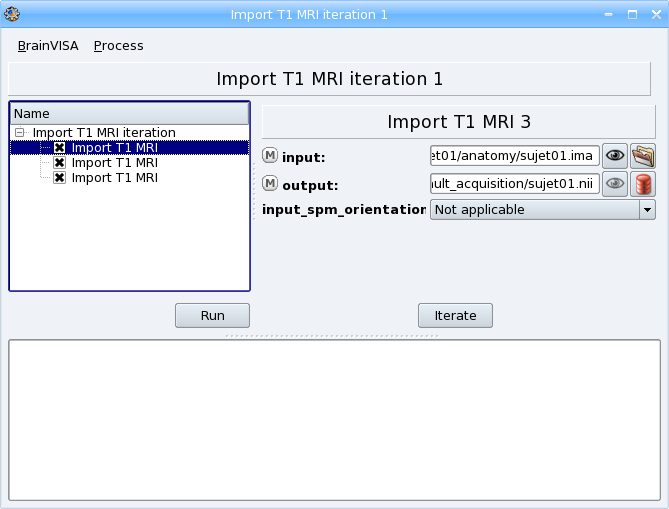 Import T1 MRI iteration 1
BrainVISA Process
Import T1 MRI iteration 1
Name
Import T1 MRI iteration
Import T1 MRI
Import T1 MRI
Import T1 MRI
Import T1 MRI 3
M input: et01/anatomy/sujet01.ima
M output: ault_acquisition/sujet01.nii
input_spm_orientation Not applicable
Run Iterate